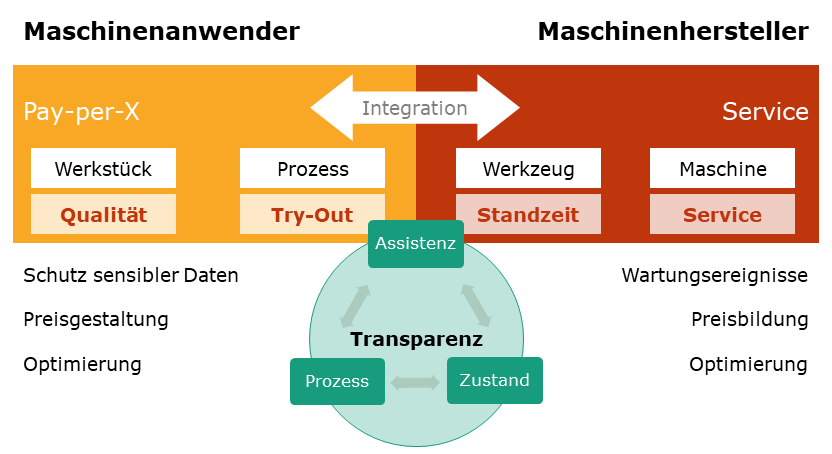 Maschinenanwender
Maschinenhersteller
Pay-per-X
Integration
Service
Werkstück
Prozess
Werkzeug
Maschine
Qualität
Try-Out
Standzeit
Service
Assistenz
Schutz sensibler Daten
Wartungsereignisse
Preisgestaltung
Preisbildung
Transparenz
Optimierung
Optimierung
Prozess
Zustand